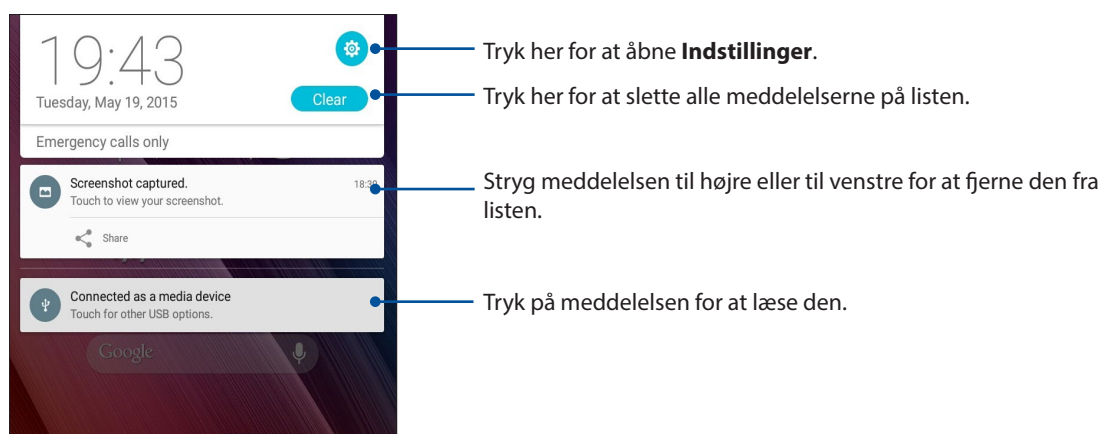 19:43
Tuesday, May 19, 2015
Clear
Emergency calls only
Screenshot captured.
18:39
Touch to view your screenshot.
Share
Connected as a media device
Touch for other USB options.
Google
Tryk her for at åbne Indstillinger.
Tryk her for at slette alle meddelelserne på listen.
Stryg meddelelsen til højre eller til venstre for at fjerne den fra
listen.
Tryk på meddelelsen for at læse den.